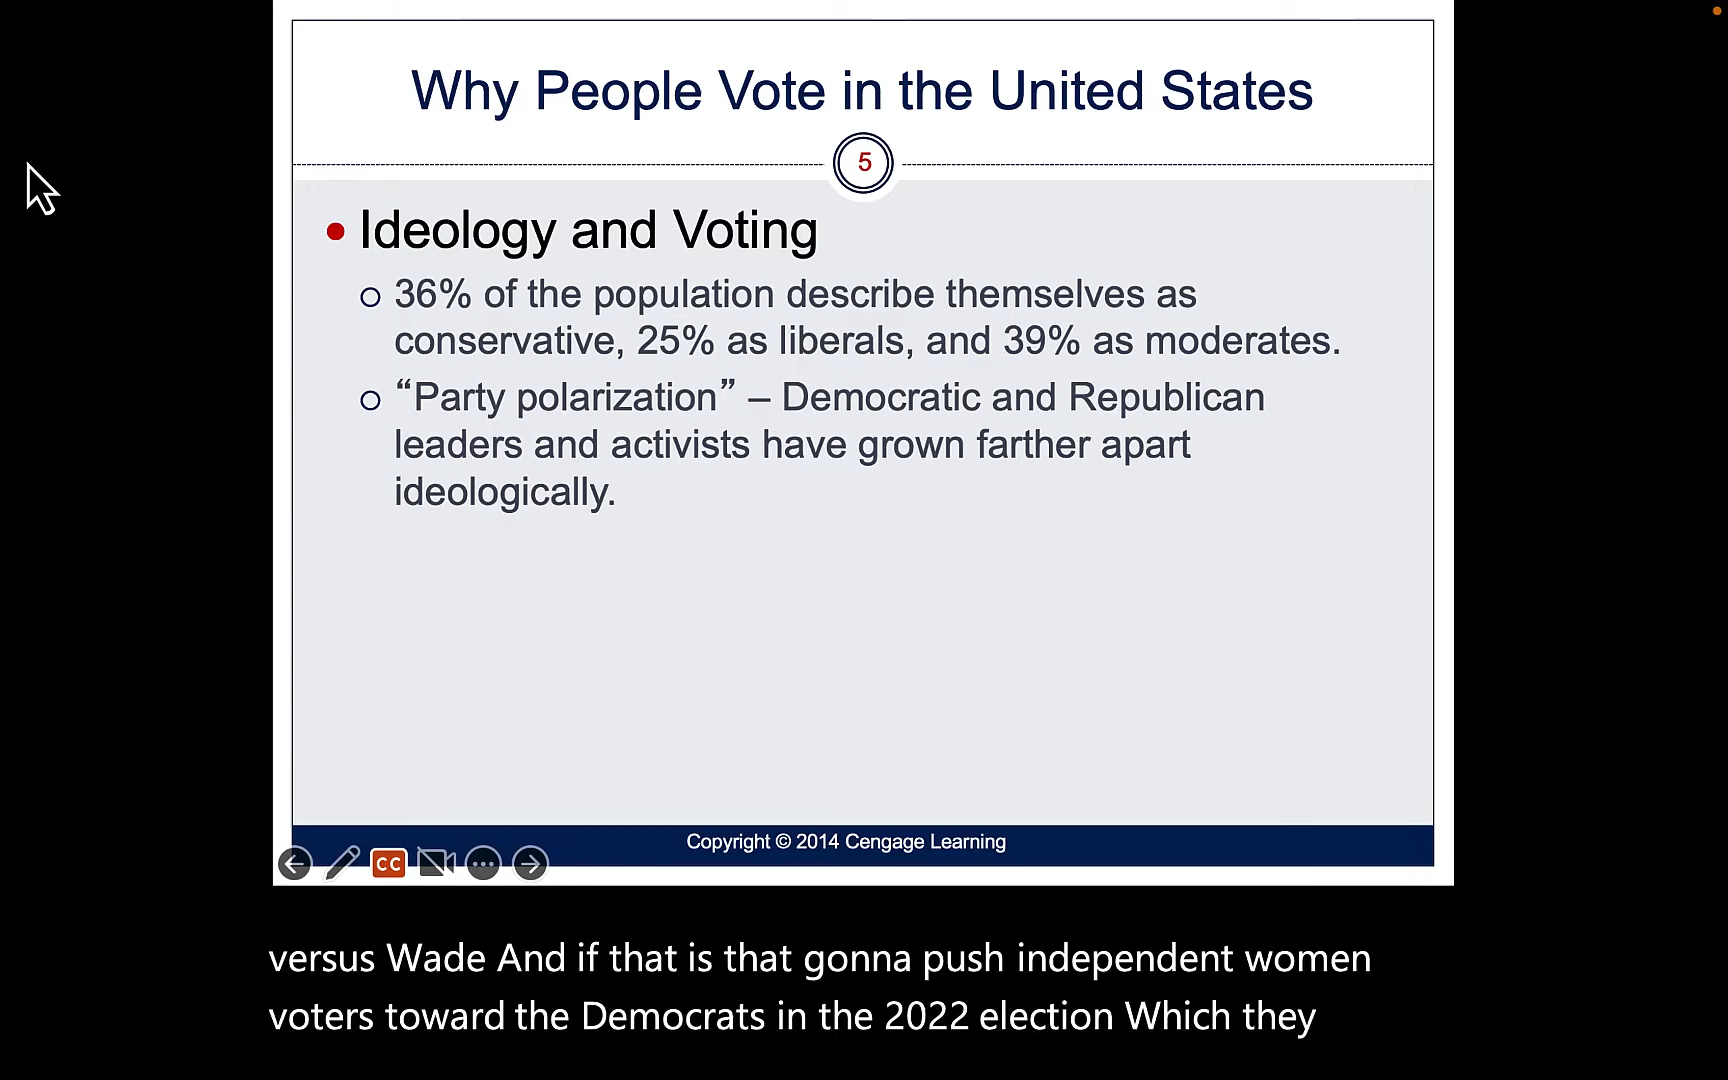 Why People Vote in the United States
5
• Ideology and Voting
o 36% of the population describe themselves as
conservative, 25% as liberals, and 39% as moderates.
o “Party polarization” – Democratic and Republican
leaders and activists have grown farther apart
ideologically.
Copyright © 2014 Cengage Learning
CC
versus Wade And if that is that gonna push independent women
voters toward the Democrats in the 2022 election Which they